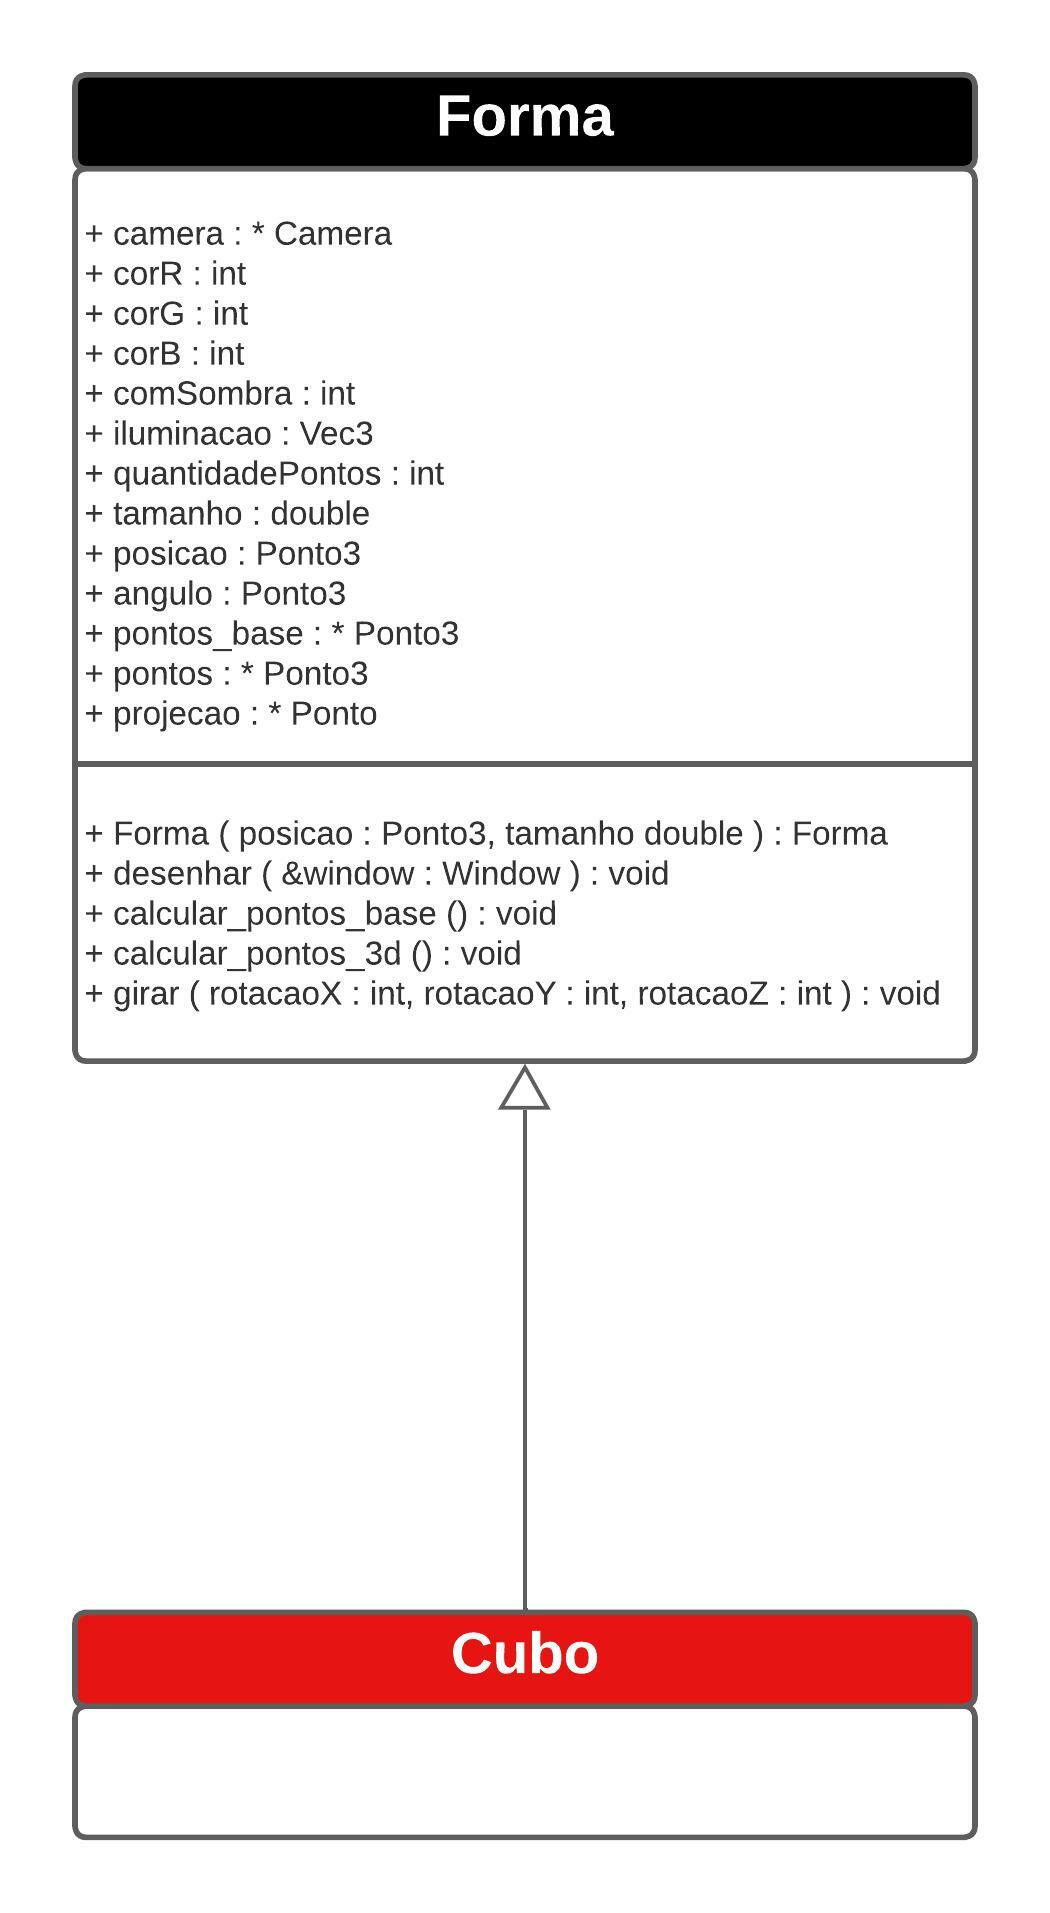 Forma
+ camera : * Camera
+ corR : int
+ corG : int
+ corB : int
+ comSombra : int
+ iluminacao : Vec3
+ quantidadePontos : int
+ tamanho : double
+ posicao : Ponto3
+ angulo : Ponto3
+ pontos_base : * Ponto3
+ pontos : * Ponto3
+ projecao : * Ponto
+ Forma ( posicao : Ponto3, tamanho double ) : Forma
+ desenhar ( &window : Window ) : void
+ calcular_pontos_base () : void
+ calcular_pontos_3d () : void
+ girar ( rotacaoX : int, rotacaoY : int, rotacaoZ : int ) : void
Cubo